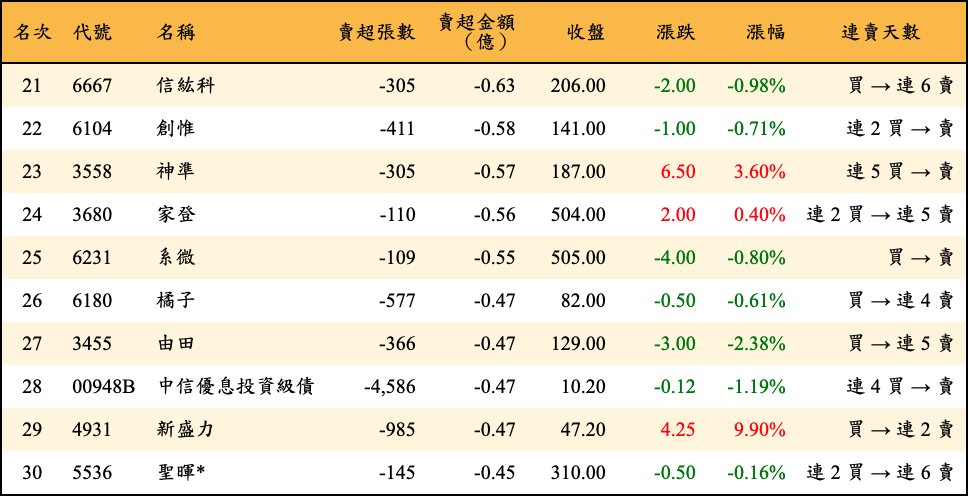 名次 代號 名稱 賣超張數 賣超金額（億） 收盤 漲跌 漲幅 連賣天數
21 6667 信紘科 -305 -0.63 206.00 -2.00 -0.98% 買 → 連 6 賣
22 6104 創惟 -411 -0.58 141.00 -1.00 -0.71% 連 2 買 → 賣
23 3558 神準 -305 -0.57 187.00 6.50 3.60% 連 5 買 → 賣
24 3680 家登 -110 -0.56 504.00 2.00 0.40% 連 2 買 → 連 5 賣
25 6231 系微 -109 -0.55 505.00 -4.00 -0.80% 買 → 賣
26 6180 橘子 -577 -0.47 82.00 -0.50 -0.61% 買 → 連 4 賣
27 3455 由田 -366 -0.47 129.00 -3.00 -2.38% 買 → 連 5 賣
28 00948B 中信優息投資級債 -4,586 -0.47 10.20 -0.12 -1.19% 連 4 買 → 賣
29 4931 新盛力 -985 -0.47 47.20 4.25 9.90% 買 → 連 2 賣
30 5536 聖暉* -145 -0.45 310.00 -0.50 -0.16% 連 2 買 → 連 6 賣